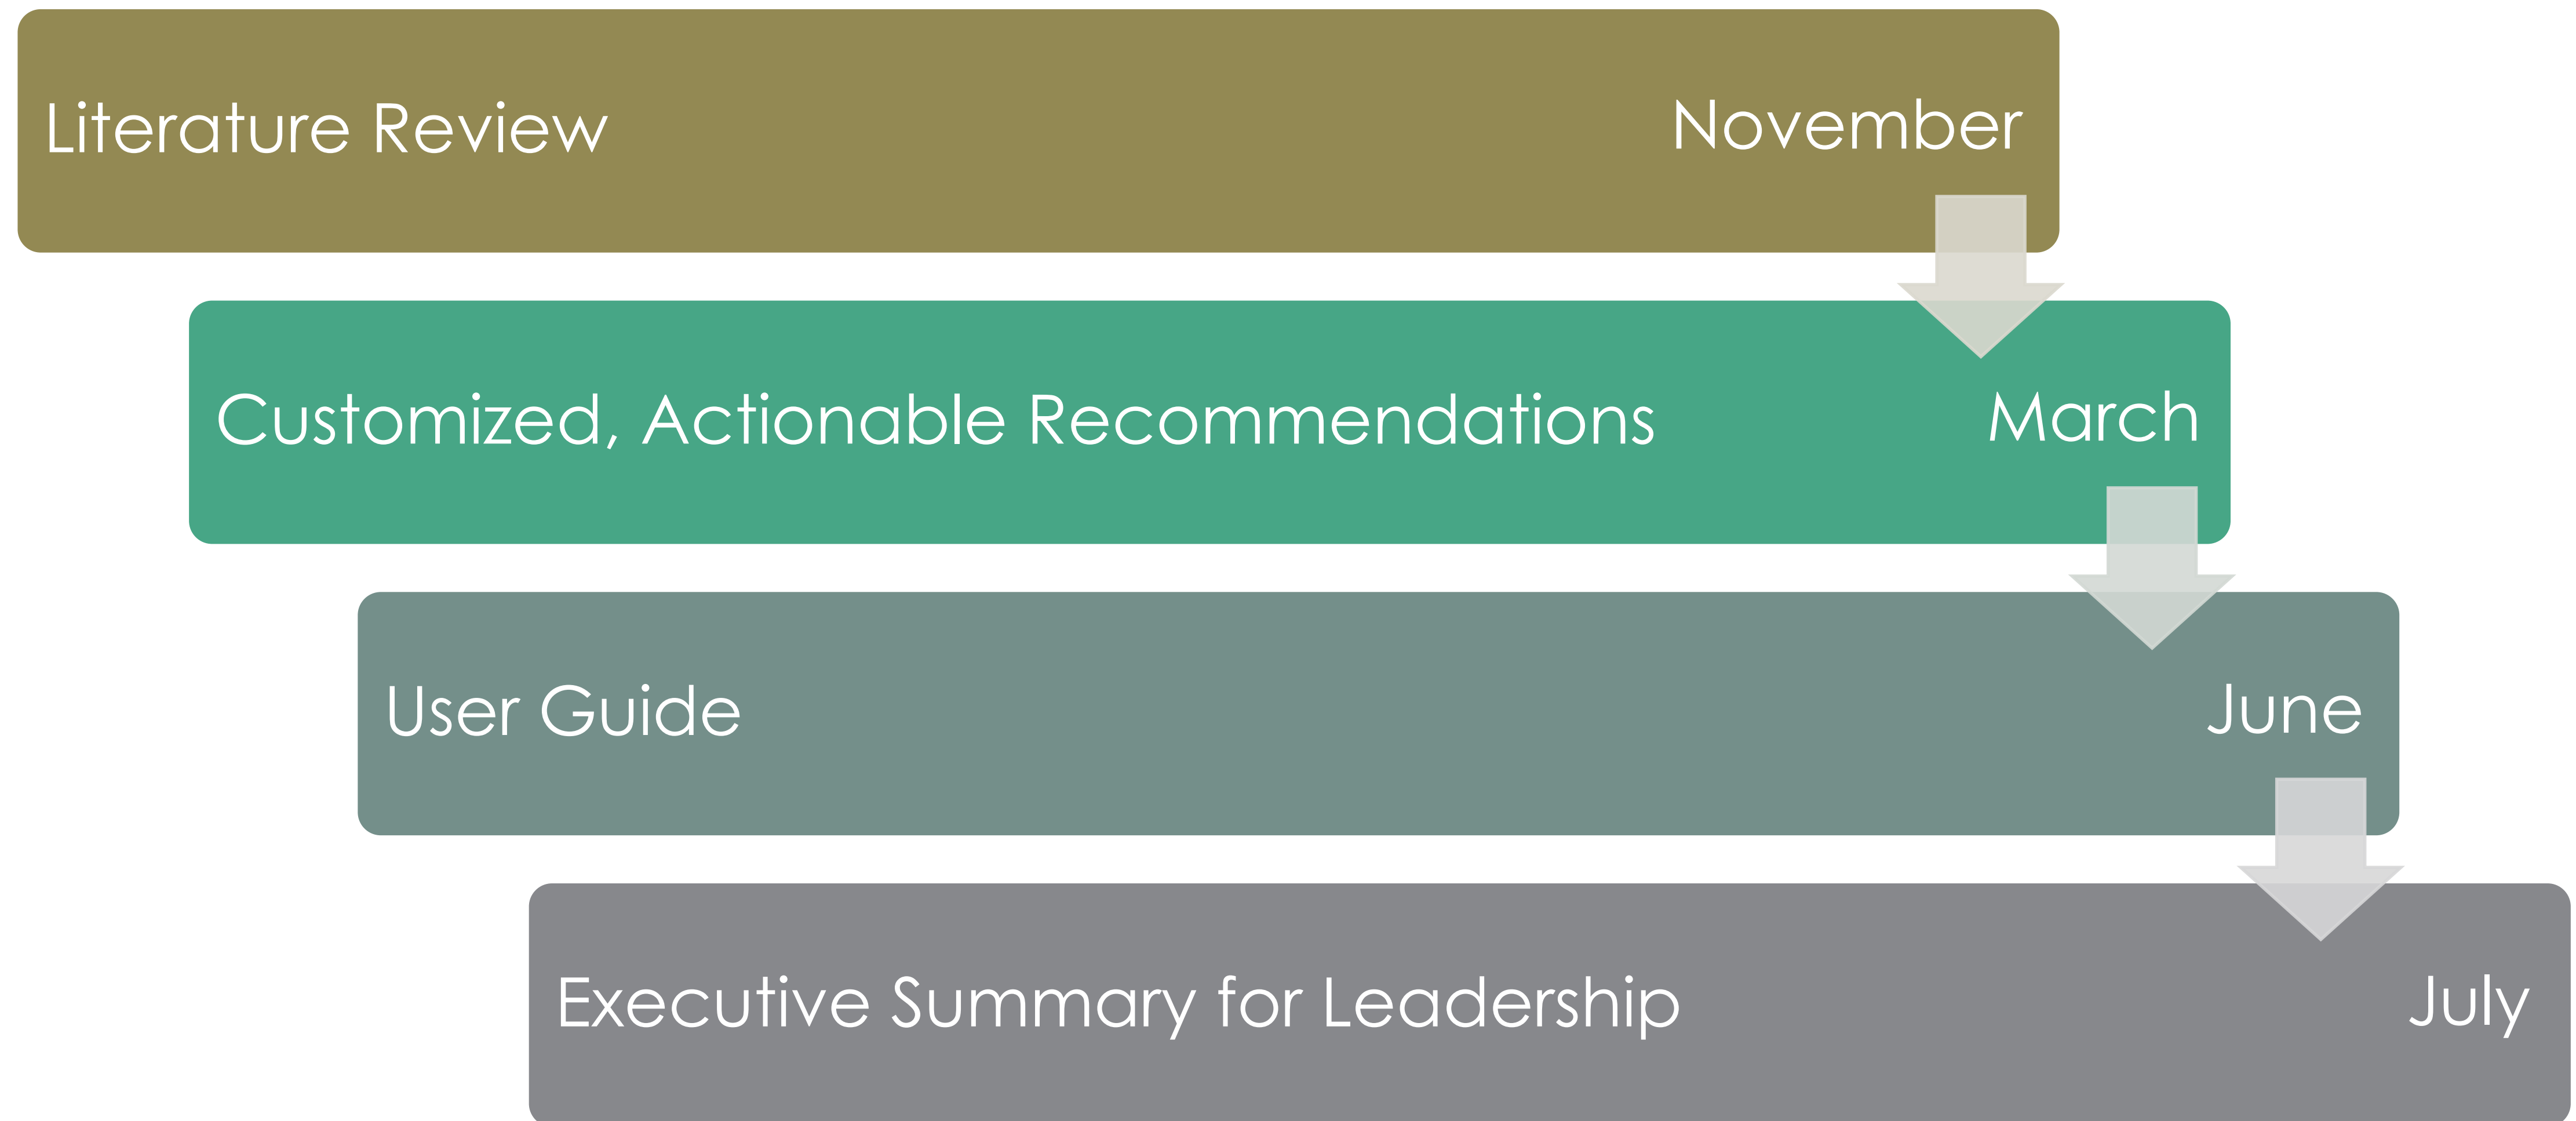 Literature Review November
Customized, Actionable Recommendations March
User Guide June
Executive Summary for Leadership July